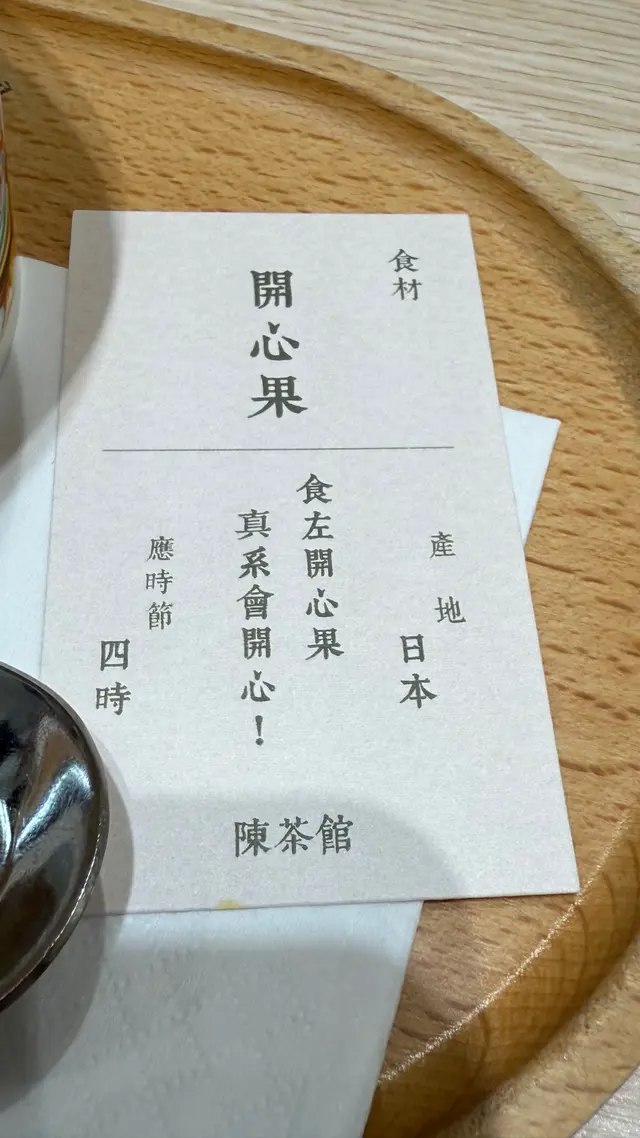 食材
開心果
產地
日本
食左開心果
真系會開心！
應時節
四時
陳茶館